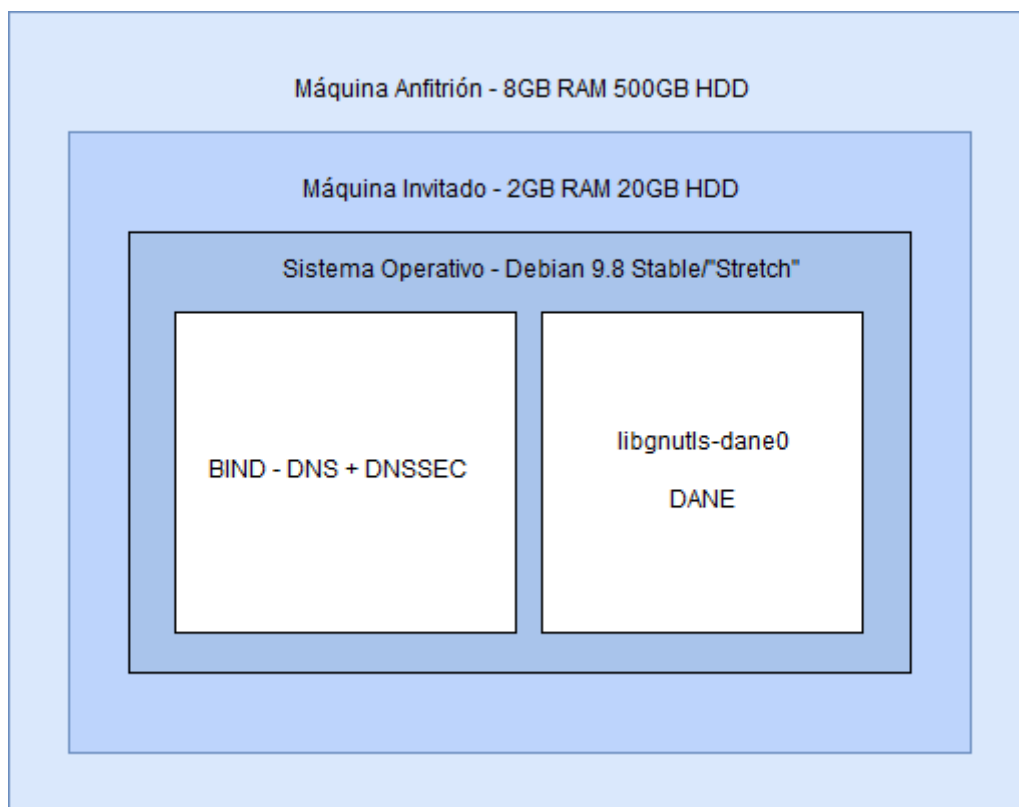 Máquina Anfitrión - 8GB RAM 500GB HDD
Máquina Invitado - 2GB RAM 20GB HDD
Sistema Operativo - Debian 9.8 Stable/"Stretch"
BIND - DNS + DNSSEC
libgnutls-dane0
DANE